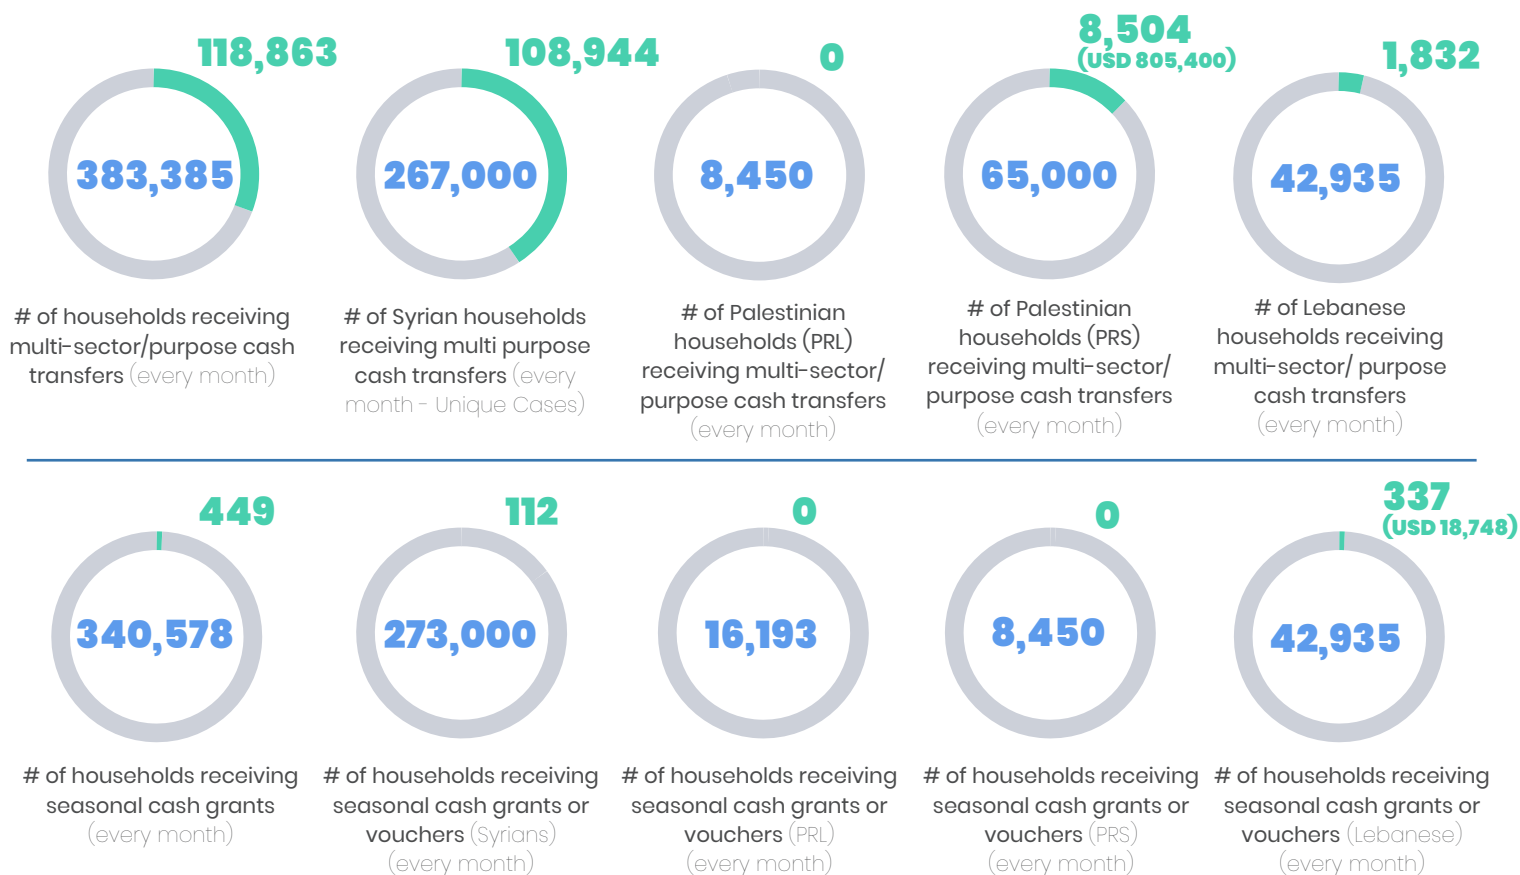 118,863
383,385
# of households receiving
multi-sector/purpose cash
transfers (every month)
108,944
267,000
# of Syrian households
receiving multi purpose
cash transfers (every
month - Unique Cases)
0
8,450
# of Palestinian
households (PRL)
receiving multi-sector/
purpose cash transfers
(every month)
8,504
(USD 805,400)
65,000
# of Palestinian
households (PRS)
receiving multi-sector/
purpose cash transfers
(every month)
1,832
42,935
# of Lebanese
households receiving
multi-sector/ purpose
cash transfers
(every month)
449
340,578
# of households receiving
seasonal cash grants
(every month)
112
273,000
# of households receiving
seasonal cash grants or
vouchers (Syrians)
(every month)
0
16,193
# of households receiving
seasonal cash grants or
vouchers (PRL)
(every month)
0
8,450
# of households receiving
seasonal cash grants or
vouchers (PRS)
(every month)
337
(USD 18,748)
42,935
# of households receiving
seasonal cash grants or
vouchers (Lebanese)
(every month)